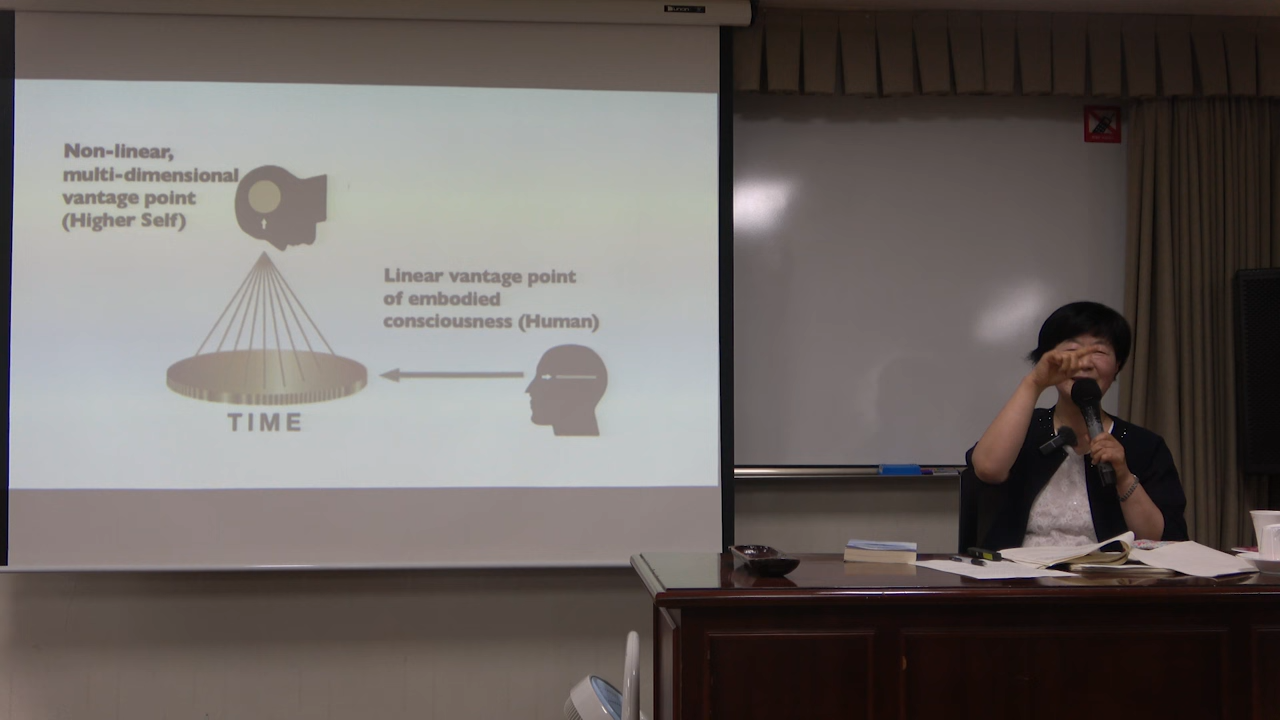 Non-linear,
multi-dimensional
vantage point
(Higher Self)
Linear vantage point
of embodied
consciousness (Human)
TIME